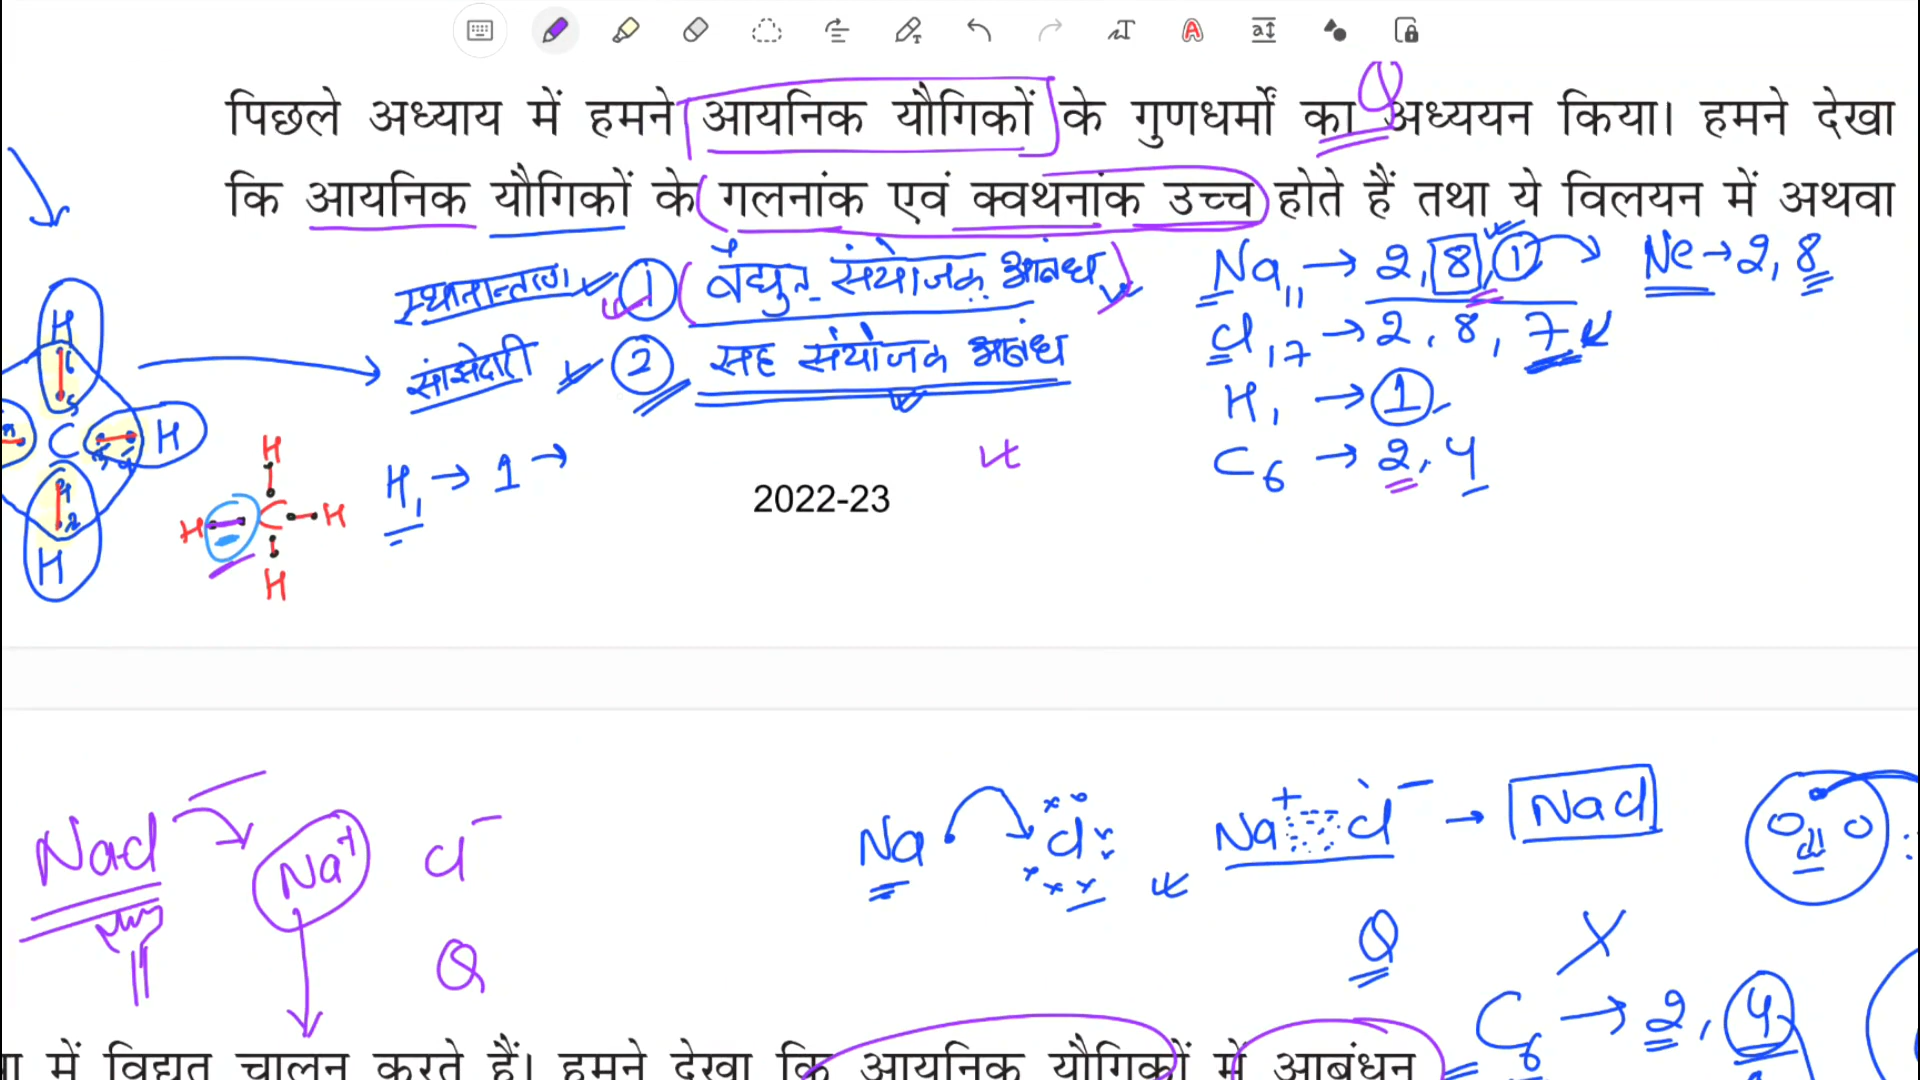 पिछले अध्याय में हमने आयनिक यौगिकों के गुणधर्मों का अध्ययन किया। हमने देखा
कि आयनिक यौगिकों के गलनांक एवं क्वथनांक उच्च होते हैं तथा ये विलयन में अथवा
① वैद्युत संयोजक आबंध
सांझेदारी ② सह संयोजक आबंध
Na₁₁ → 2, 8, 1 → Ne → 2, 8
Cl₁₇ → 2, 8, 7
H₁ → 1
C₆ → 2, 4
H
H C H
H
H
H C H
H
H₁ → 1 →
2022-23
NaCl Na⁺ Cl⁻
Q
Na Cl Na⁺ Cl⁻ → NaCl
Q X
C₆ → 2, 4
में विद्युत चालन करते हैं। हमने देखा कि आयनिक यौगिकों में आबंधन